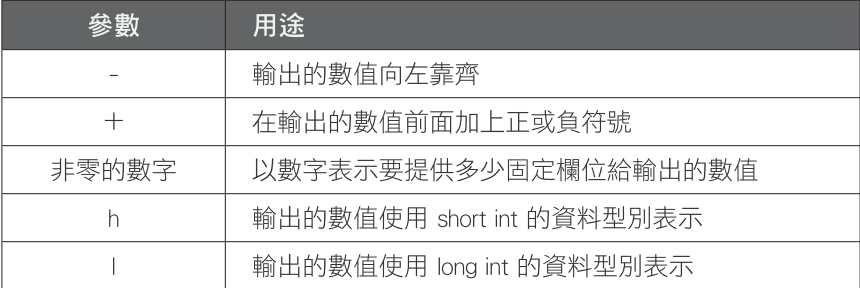 參數 用途
- 輸出的數值向左靠齊
+ 在輸出的數值前面加上正或負符號
非零的數字 以數字表示要提供多少固定欄位給輸出的數值
h 輸出的數值使用 short int 的資料型別表示
l 輸出的數值使用 long int 的資料型別表示